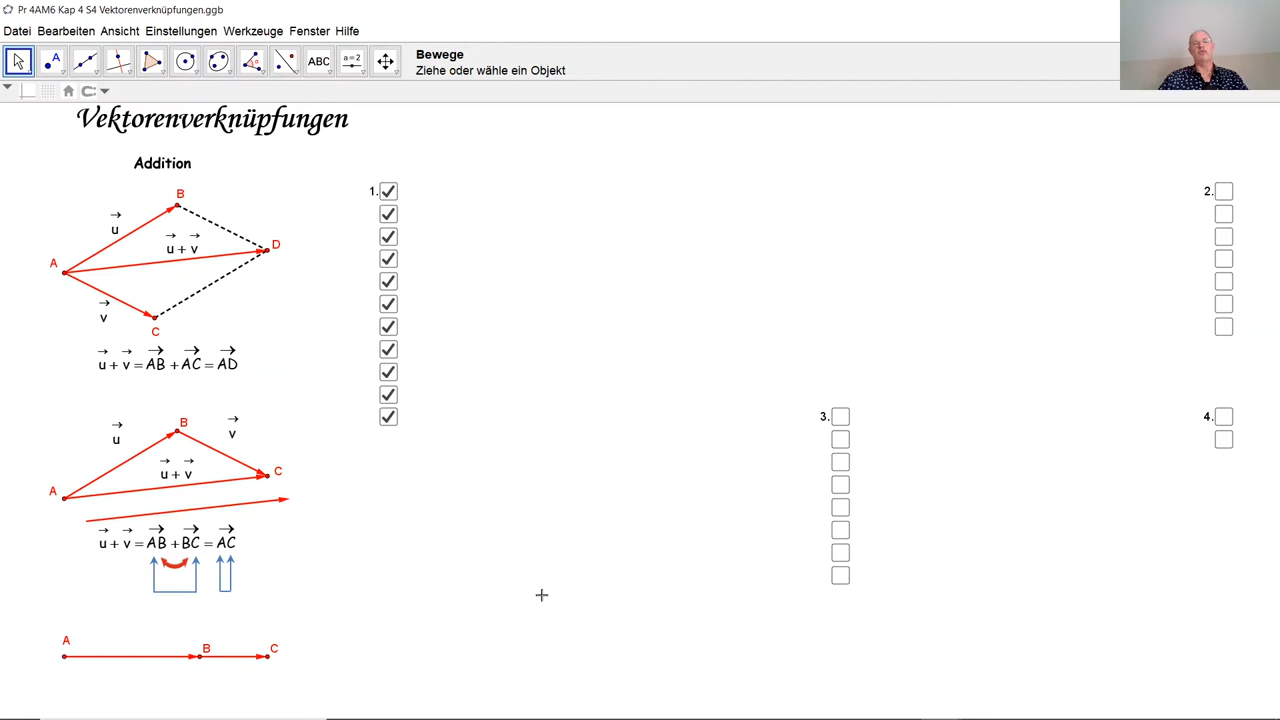 Pr 4AM6 Kap 4 S4 Vektorenverknüpfungen.ggb
Datei Bearbeiten Ansicht Einstellungen Werkzeuge Fenster Hilfe
A
ABC
a=2
Bewege
Ziehe oder wähle ein Objekt
Vektorenverknüpfungen
Addition
1.
2.
B
u
u + v
D
A
v
C
u + v = AB + AC = AD
3.
4.
B
v
u
u + v
C
A
u + v = AB + BC = AC
A
B
C